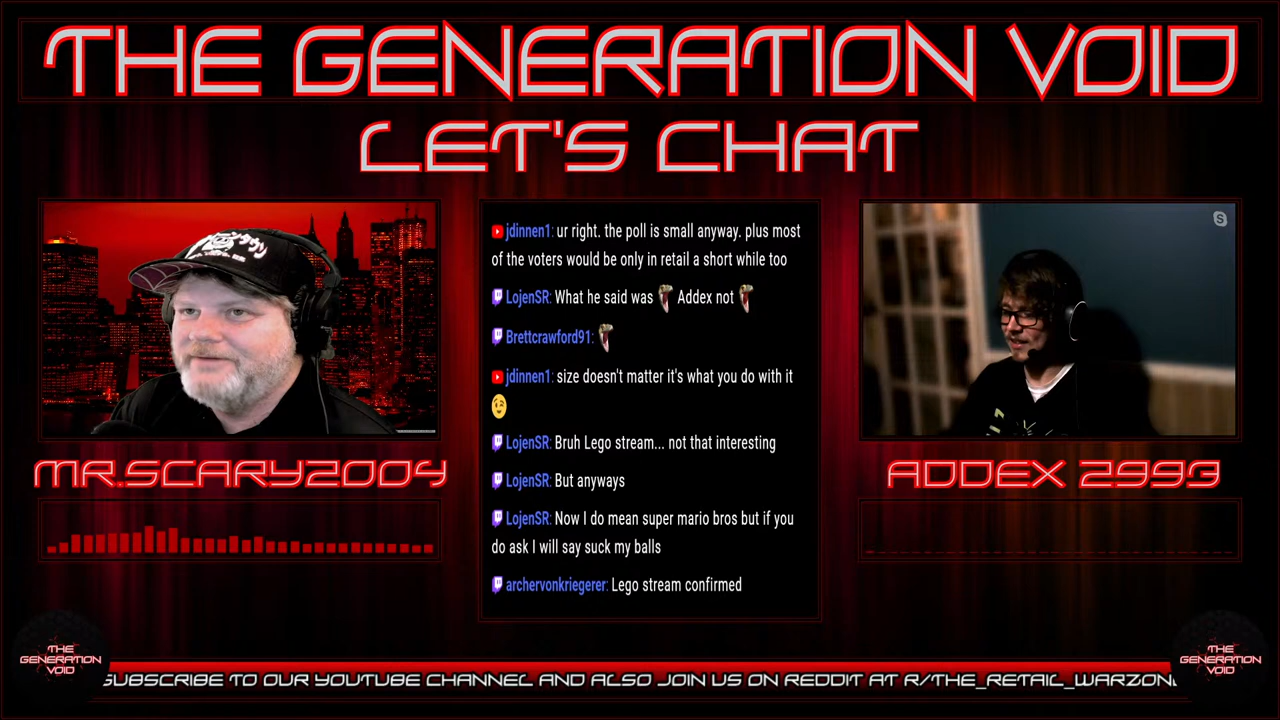 THE GENERATION VOID
LET'S CHAT
jdinnen1: ur right. the poll is small anyway. plus most
of the voters would be only in retail a short while too
LojenSR: What he said was Addex not
Brettcrawford91:
jdinnen1: size doesn't matter it's what you do with it
LojenSR: Bruh Lego stream... not that interesting
LojenSR: But anyways
LojenSR: Now I do mean super mario bros but if you
do ask I will say suck my balls
archervonkriegerer: Lego stream confirmed
MR.SCARY2004
ADDEX 2993
THE
GENERATION
VOID
SUBSCRIBE TO OUR YOUTUBE CHANNEL AND ALSO JOIN US ON REDDIT AT R/THE_RETAIL_WARZON
THE
GENERATION
VOID